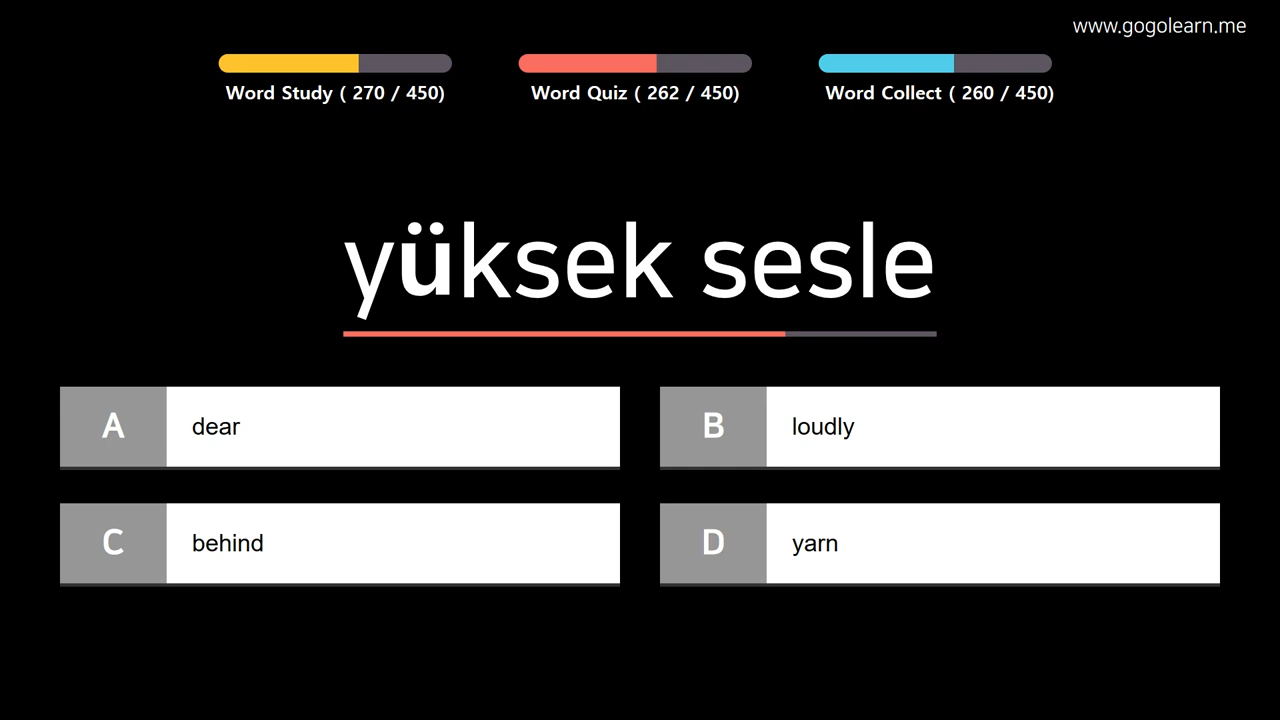 www.gogolearn.me
Word Study ( 270 / 450)
Word Quiz ( 262 / 450)
Word Collect ( 260 / 450)
yüksek sesle
A
dear
B
loudly
C
behind
D
yarn